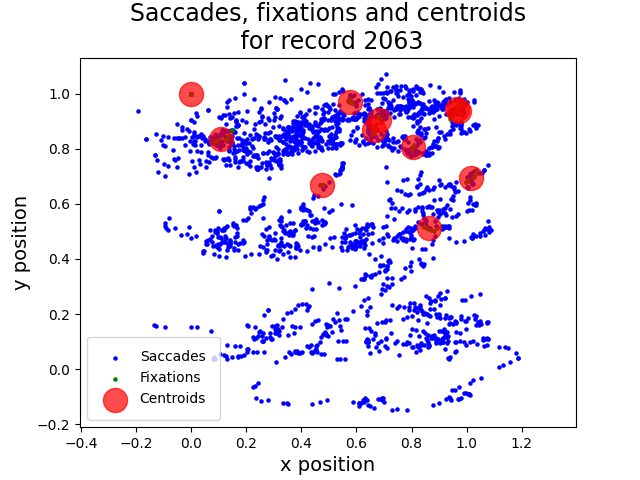 Saccades, fixations and centroids
for record 2063
y position
1.0
0.8
0.6
0.4
0.2
0.0
−0.2
Saccades
Fixations
Centroids
−0.4 −0.2 0.0 0.2 0.4 0.6 0.8 1.0 1.2
x position